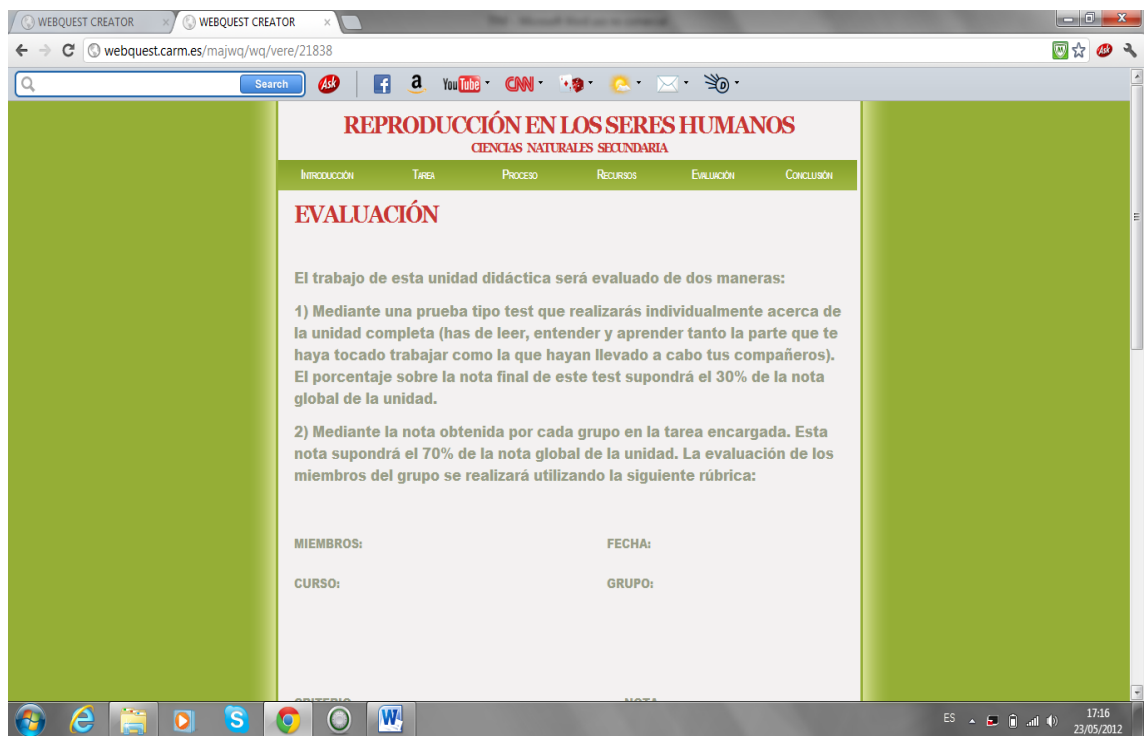 WEBQUEST CREATOR
WEBQUEST CREATOR
webquest.carm.es/majwq/wq/vere/21838
Search Ask a YouTube CNN
REPRODUCCIÓN EN LOS SERES HUMANOS
CIENCIAS NATURALES SECUNDARIA
INTRODUCCIÓN TAREA PROCESO RECURSOS EVALUACIÓN CONCLUSIÓN
EVALUACIÓN
El trabajo de esta unidad didáctica será evaluado de dos maneras:
1) Mediante una prueba tipo test que realizarás individualmente acerca de
la unidad completa (has de leer, entender y aprender tanto la parte que te
haya tocado trabajar como la que hayan llevado a cabo tus compañeros).
El porcentaje sobre la nota final de este test supondrá el 30% de la nota
global de la unidad.
2) Mediante la nota obtenida por cada grupo en la tarea encargada. Esta
nota supondrá el 70% de la nota global de la unidad. La evaluación de los
miembros del grupo se realizará utilizando la siguiente rúbrica:
MIEMBROS: FECHA:
CURSO: GRUPO:
CRITERIO NOTA
ES 17:16
23/05/2012